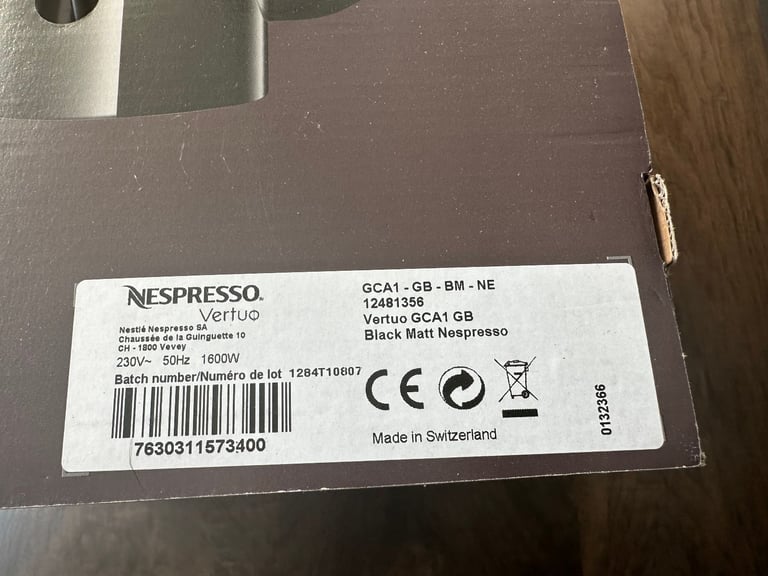 NESPRESSO.
Vertuo
Nestlé Nespresso SA
Chaussée de la Guinguette 10
CH - 1800 Vevey
230V~ 50Hz 1600W
Batch number/Numéro de lot 1284T10807
7630311573400
GCA1 - GB - BM - NE
12481356
Vertuo GCA1 GB
Black Matt Nespresso
CE
Made in Switzerland
0132366